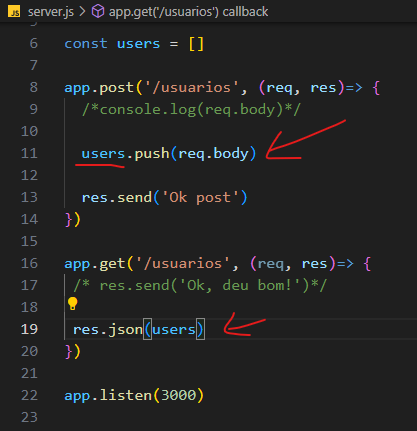 JS server.js > app.get('/usuarios') callback
5
6 const users = []
7
8 app.post('/usuarios', (req, res)=> {
9 /*console.log(req.body)*/
10
11 users.push(req.body)
12
13 res.send('Ok post')
14 })
15
16 app.get('/usuarios', (req, res)=> {
17 /* res.send('Ok, deu bom!')*/
18
19 res.json(users)
20 })
21
22 app.listen(3000)
23